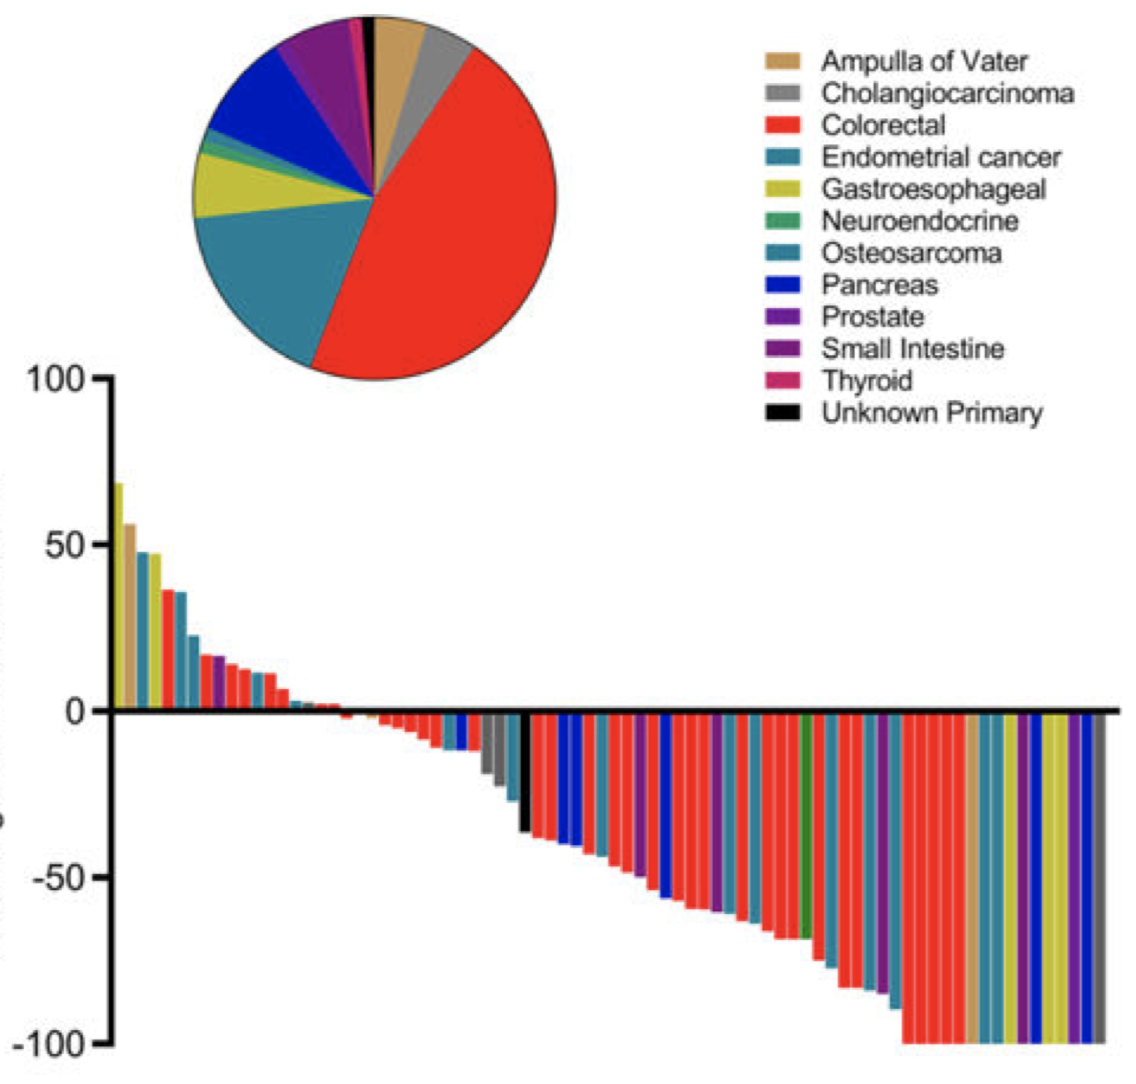 Ampulla of Vater
Cholangiocarcinoma
Colorectal
Endometrial cancer
Gastroesophageal
Neuroendocrine
Osteosarcoma
Pancreas
Prostate
Small Intestine
Thyroid
Unknown Primary
100
50
0
-50
-100